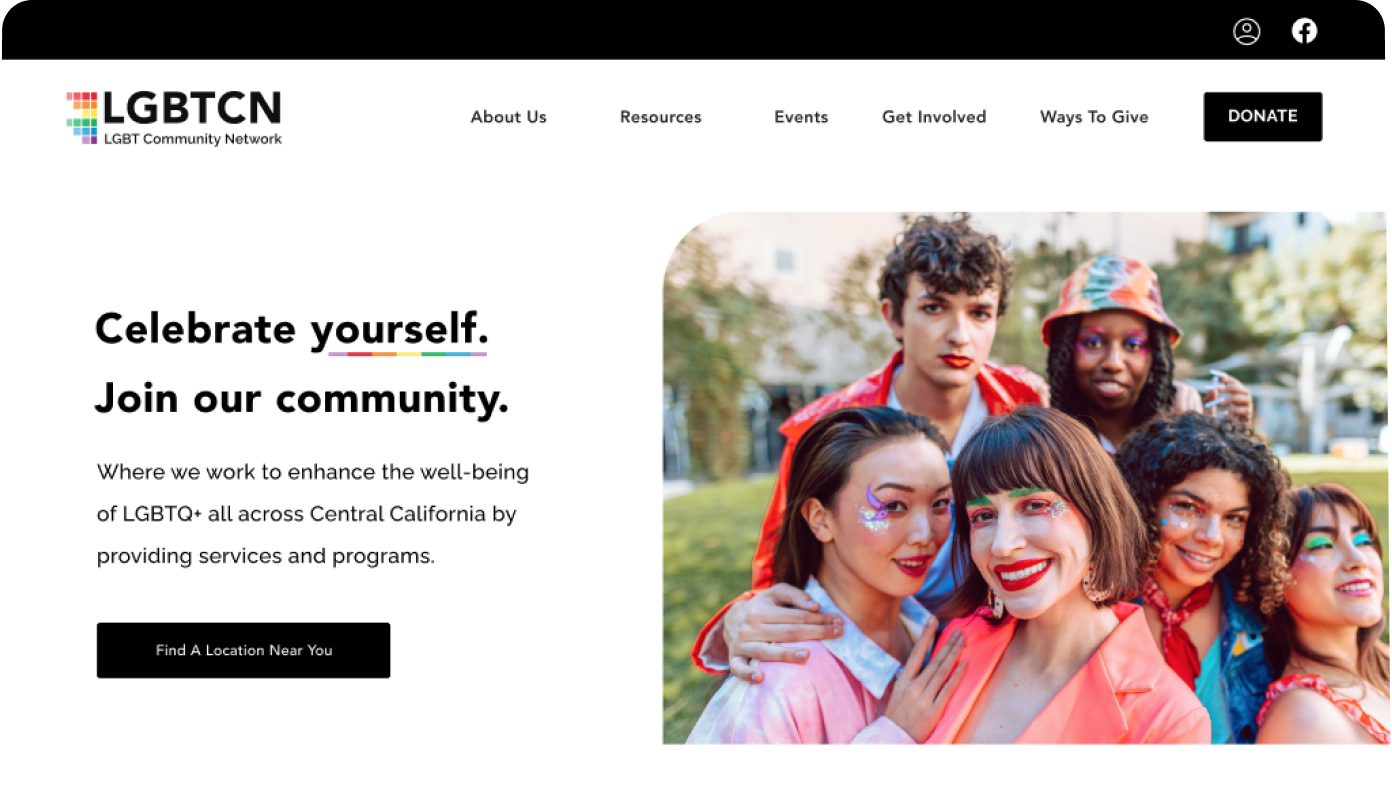 LGBTCN
LGBT Community Network
About Us
Resources
Events
Get Involved
Ways To Give
DONATE
Celebrate yourself.
Join our community.
Where we work to enhance the well-being
of LGBTQ+ all across Central California by
providing services and programs.
Find A Location Near You